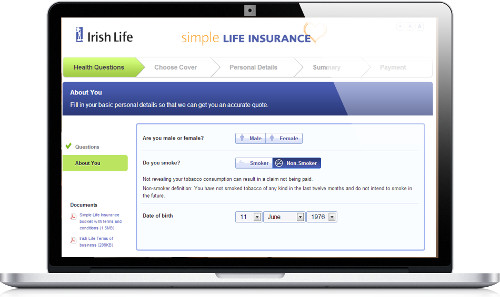 Irish Life
simple LIFE INSURANCE
Health Questions
Choose Cover
Personal Details
Summary
Payment
About You
Fill in your basic personal details so that we can get you an accurate quote.
Questions
About You
Are you male or female?
Male
Female
Do you smoke?
Smoker
Non-Smoker
Not revealing your tobacco consumption can result in a claim not being paid.
Non-smoker definition: You have not smoked tobacco of any kind in the last twelve months and do not intend to smoke in
the future.
Date of birth
11
June
1976
Documents
Simple Life Insurance
booklet with terms and
conditions (1.5MB)
Irish Life Terms of
business (288KB)